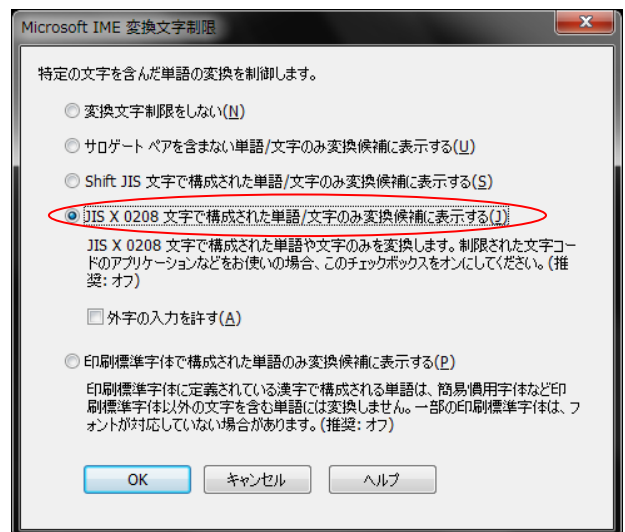 Microsoft IME 変換文字制限
特定の文字を含んだ単語の変換を制御します。
変換文字制限をしない(N)
サロゲート ペアを含まない単語/文字のみ変換候補に表示する(U)
Shift JIS 文字で構成された単語/文字のみ変換候補に表示する(S)
JIS X 0208 文字で構成された単語/文字のみ変換候補に表示する(J)
JIS X 0208 文字で構成された単語や文字のみを変換します。制限された文字コー
ドのアプリケーションなどをお使いの場合、このチェックボックスをオンにしてください。(推
奨: オフ)
外字の入力を許す(A)
印刷標準字体で構成された単語のみ変換候補に表示する(P)
印刷標準字体に定義されている漢字で構成される単語は、簡易慣用字体など印
刷標準字体以外の文字を含む単語には変換しません。一部の印刷標準字体は、フ
ォントが対応していない場合があります。(推奨: オフ)
OK キャンセル ヘルプ